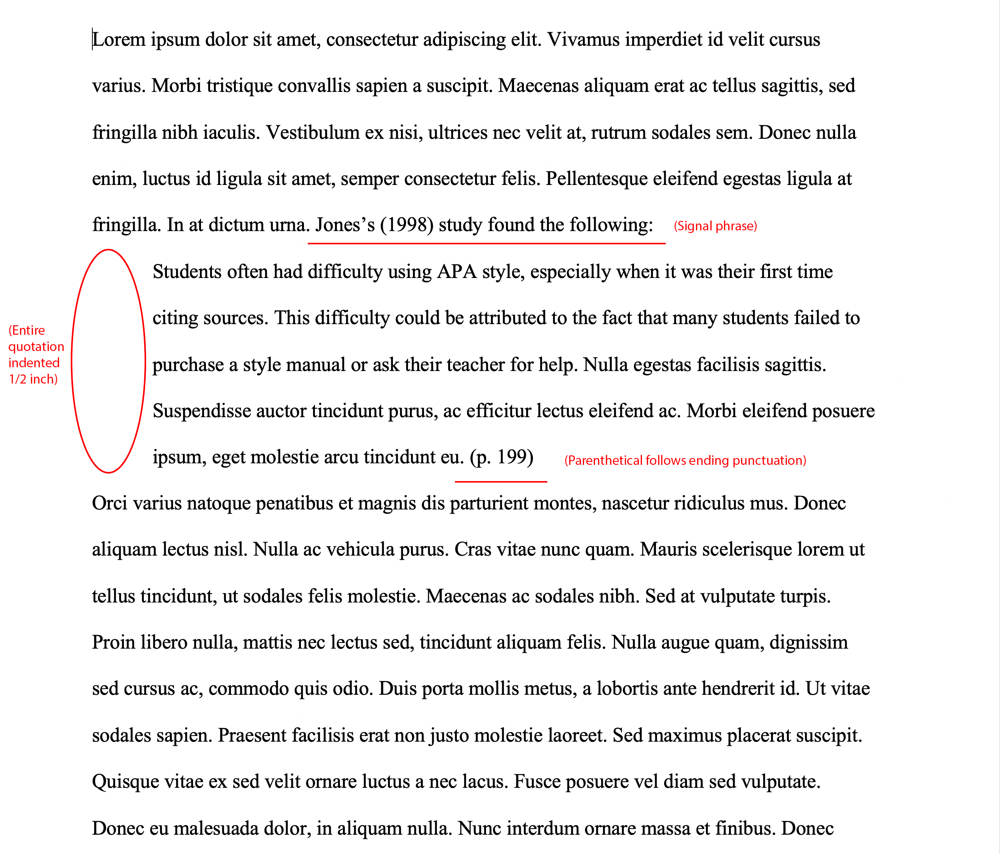 Lorem ipsum dolor sit amet, consectetur adipiscing elit. Vivamus imperdiet id velit cursus
varius. Morbi tristique convallis sapien a suscipit. Maecenas aliquam erat ac tellus sagittis, sed
fringilla nibh iaculis. Vestibulum ex nisi, ultrices nec velit at, rutrum sodales sem. Donec nulla
enim, luctus id ligula sit amet, semper consectetur felis. Pellentesque eleifend egestas ligula at
fringilla. In at dictum urna. Jones’s (1998) study found the following: (Signal phrase)
Students often had difficulty using APA style, especially when it was their first time
citing sources. This difficulty could be attributed to the fact that many students failed to
(Entire
quotation
indented
1/2 inch)
purchase a style manual or ask their teacher for help. Nulla egestas facilisis sagittis.
Suspendisse auctor tincidunt purus, ac efficitur lectus eleifend ac. Morbi eleifend posuere
ipsum, eget molestie arcu tincidunt eu. (p. 199) (Parenthetical follows ending punctuation)
Orci varius natoque penatibus et magnis dis parturient montes, nascetur ridiculus mus. Donec
aliquam lectus nisl. Nulla ac vehicula purus. Cras vitae nunc quam. Mauris scelerisque lorem ut
tellus tincidunt, ut sodales felis molestie. Maecenas ac sodales nibh. Sed at vulputate turpis.
Proin libero nulla, mattis nec lectus sed, tincidunt aliquam felis. Nulla augue quam, dignissim
sed cursus ac, commodo quis odio. Duis porta mollis metus, a lobortis ante hendrerit id. Ut vitae
sodales sapien. Praesent facilisis erat non justo molestie laoreet. Sed maximus placerat suscipit.
Quisque vitae ex sed velit ornare luctus a nec lacus. Fusce posuere vel diam sed vulputate.
Donec eu malesuada dolor, in aliquam nulla. Nunc interdum ornare massa et finibus. Donec